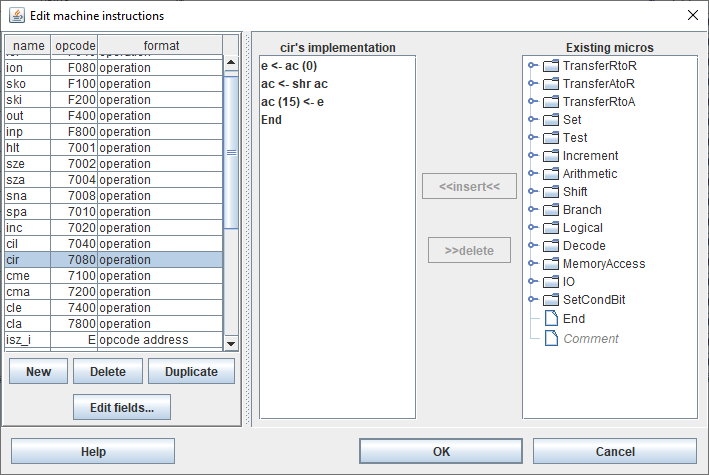 Edit machine instructions
name opcode format
ion F080 operation
sko F100 operation
ski F200 operation
out F400 operation
inp F800 operation
hlt 7001 operation
sze 7002 operation
sza 7004 operation
sna 7008 operation
spa 7010 operation
inc 7020 operation
cil 7040 operation
cir 7080 operation
cme 7100 operation
cma 7200 operation
cle 7400 operation
cla 7800 operation
isz_i E opcode address
New Delete Duplicate
Edit fields...
cir's implementation
e <- ac (0)
ac <- shr ac
ac (15) <- e
End
<<insert<<
>>delete
Existing micros
TransferRtoR
TransferAtoR
TransferRtoA
Set
Test
Increment
Arithmetic
Shift
Branch
Logical
Decode
MemoryAccess
IO
SetCondBit
End
Comment
Help OK Cancel